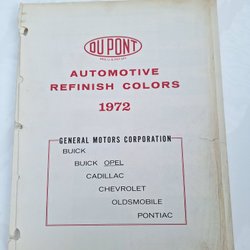 DU PONT
AUTOMOTIVE
REFINISH COLORS
1972
GENERAL MOTORS CORPORATION
BUICK
BUICK OPEL
CADILLAC
CHEVROLET
OLDSMOBILE
PONTIAC